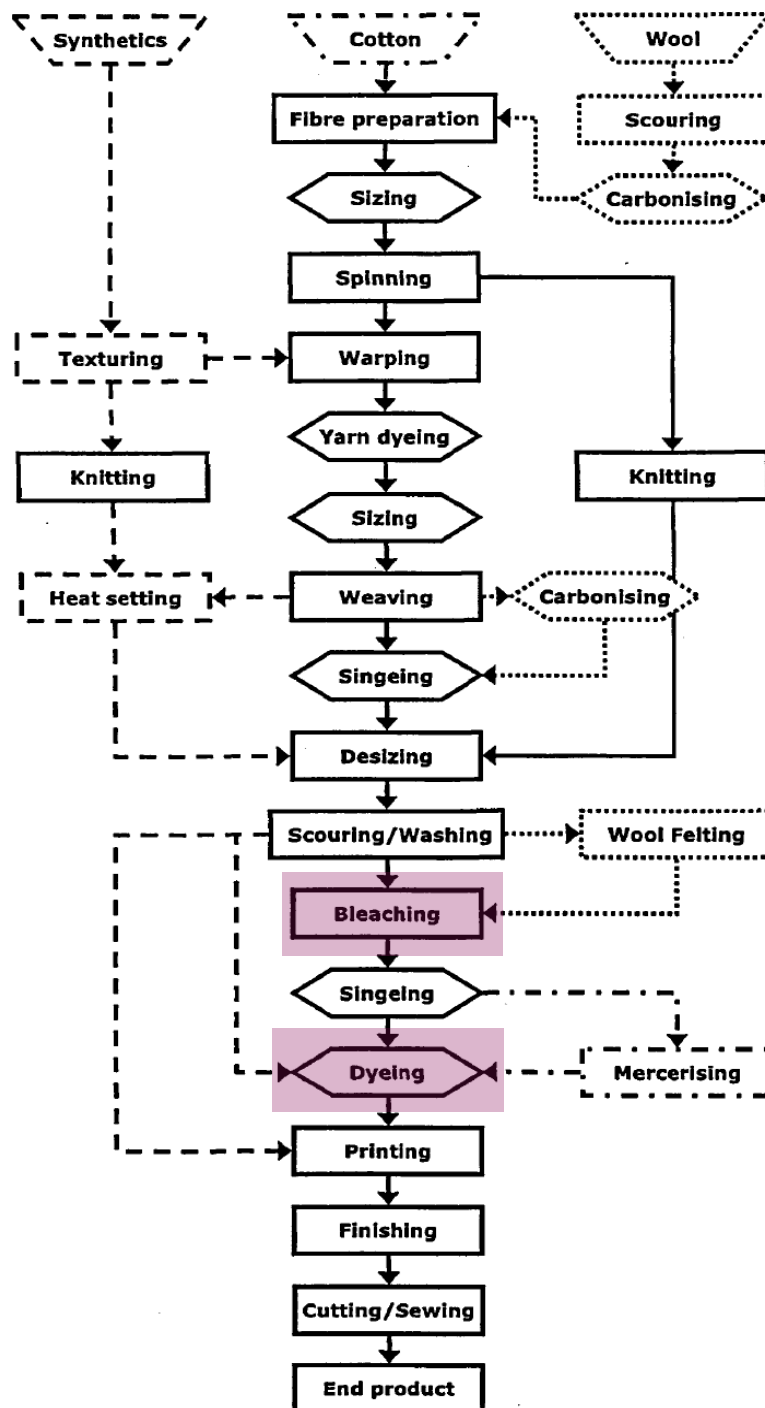 Synthetics
Cotton
Wool
Fibre preparation
Scouring
Sizing
Carbonising
Spinning
Texturing
Warping
Yarn dyeing
Knitting
Knitting
Sizing
Heat setting
Weaving
Carbonising
Singeing
Desizing
Scouring/Washing
Wool Felting
Bleaching
Singeing
Dyeing
Mercerising
Printing
Finishing
Cutting/Sewing
End product